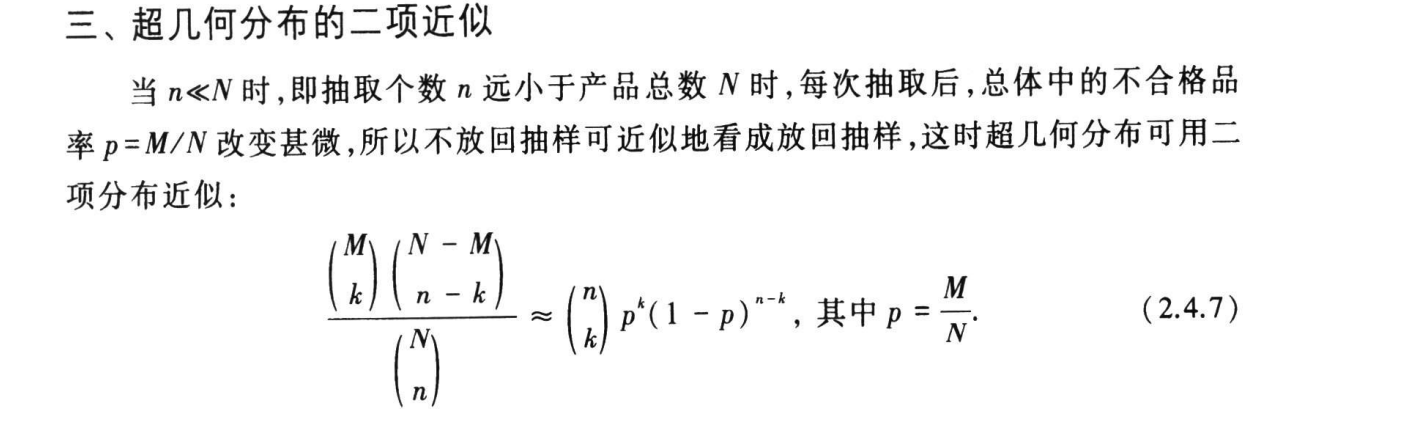 三、超几何分布的二项近似
当 n≪N 时,即抽取个数 n 远小于产品总数 N 时,每次抽取后,总体中的不合格品
率 p=M/N 改变甚微,所以不放回抽样可近似地看成放回抽样,这时超几何分布可用二
项分布近似:
$$\frac{\binom{M}{k}\binom{N-M}{n-k}}{\binom{N}{n}} \approx \binom{n}{k} p^k(1-p)^{n-k}, 其中 p=\frac{M}{N}. \quad (2.4.7)$$